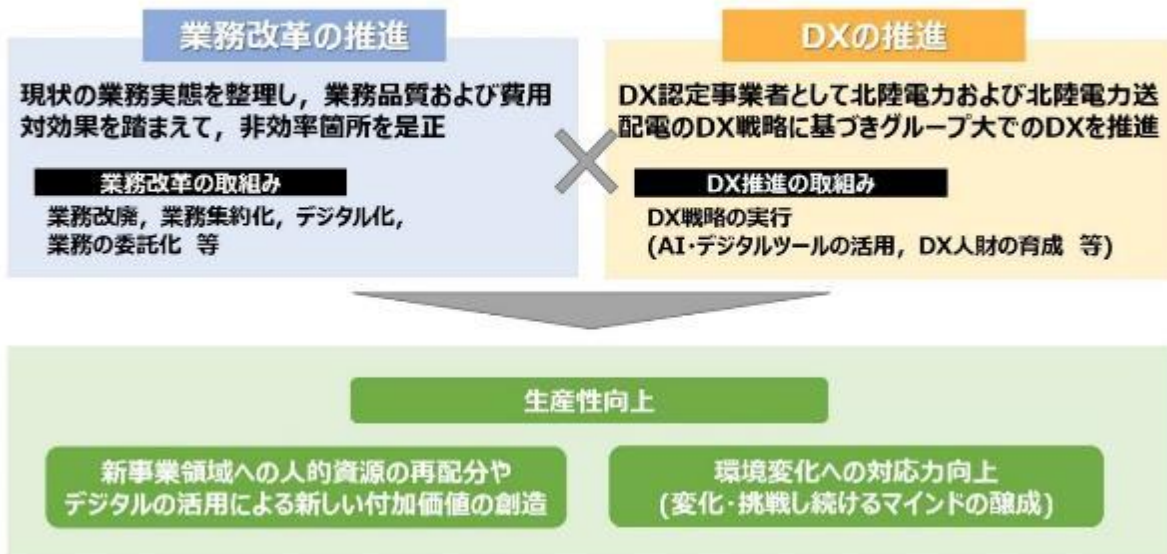 業務改革の推進
現状の業務実態を整理し，業務品質および費用
対効果を踏まえて，非効率箇所を是正
業務改革の取組み
業務改廃，業務集約化，デジタル化，
業務の委託化 等
DXの推進
DX認定事業者として北陸電力および北陸電力送
配電のDX戦略に基づきグループ大でのDXを推進
DX推進の取組み
DX戦略の実行
(AI・デジタルツールの活用，DX人財の育成 等)
生産性向上
新事業領域への人的資源の再配分や
デジタルの活用による新しい付加価値の創造
環境変化への対応力向上
(変化・挑戦し続けるマインドの醸成)